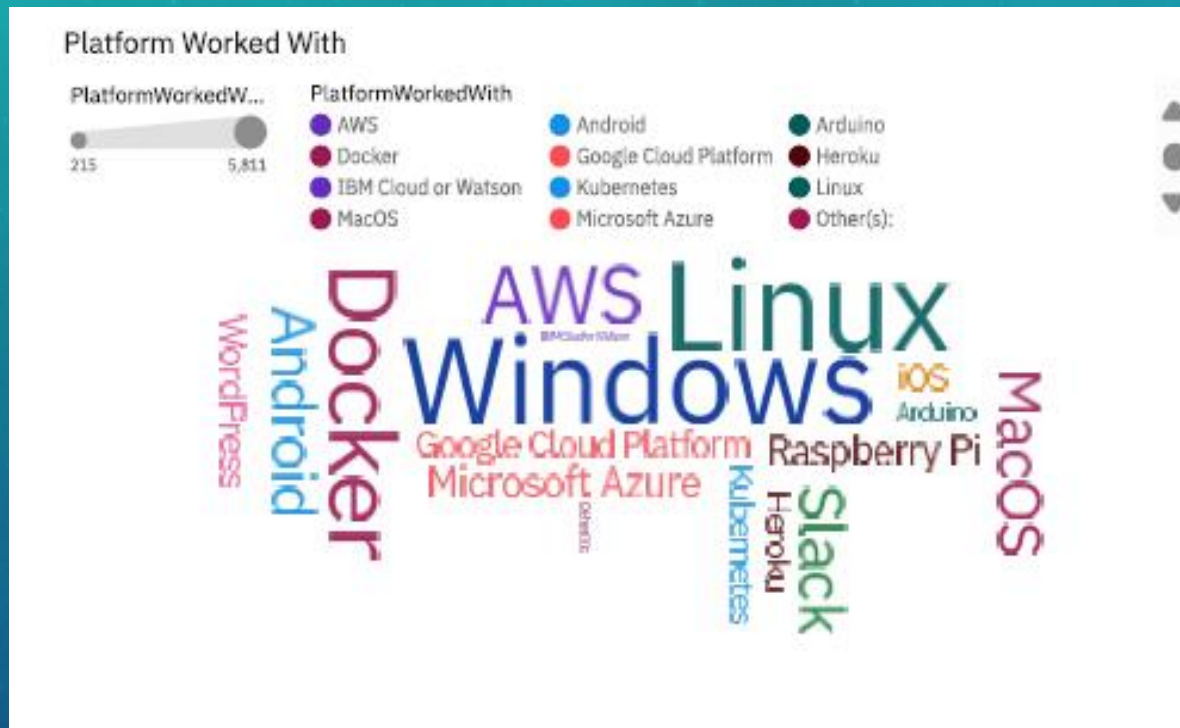 Platform Worked With
PlatformWorkedW...
215 5,811
PlatformWorkedWith
AWS Android Arduino
Docker Google Cloud Platform Heroku
IBM Cloud or Watson Kubernetes Linux
MacOS Microsoft Azure Other(s):
WordPress
Android
Docker
AWS
Linux
Windows
iOS
Arduino
MacOS
Google Cloud Platform
Raspberry Pi
Microsoft Azure
Kubernetes
Heroku
Slack